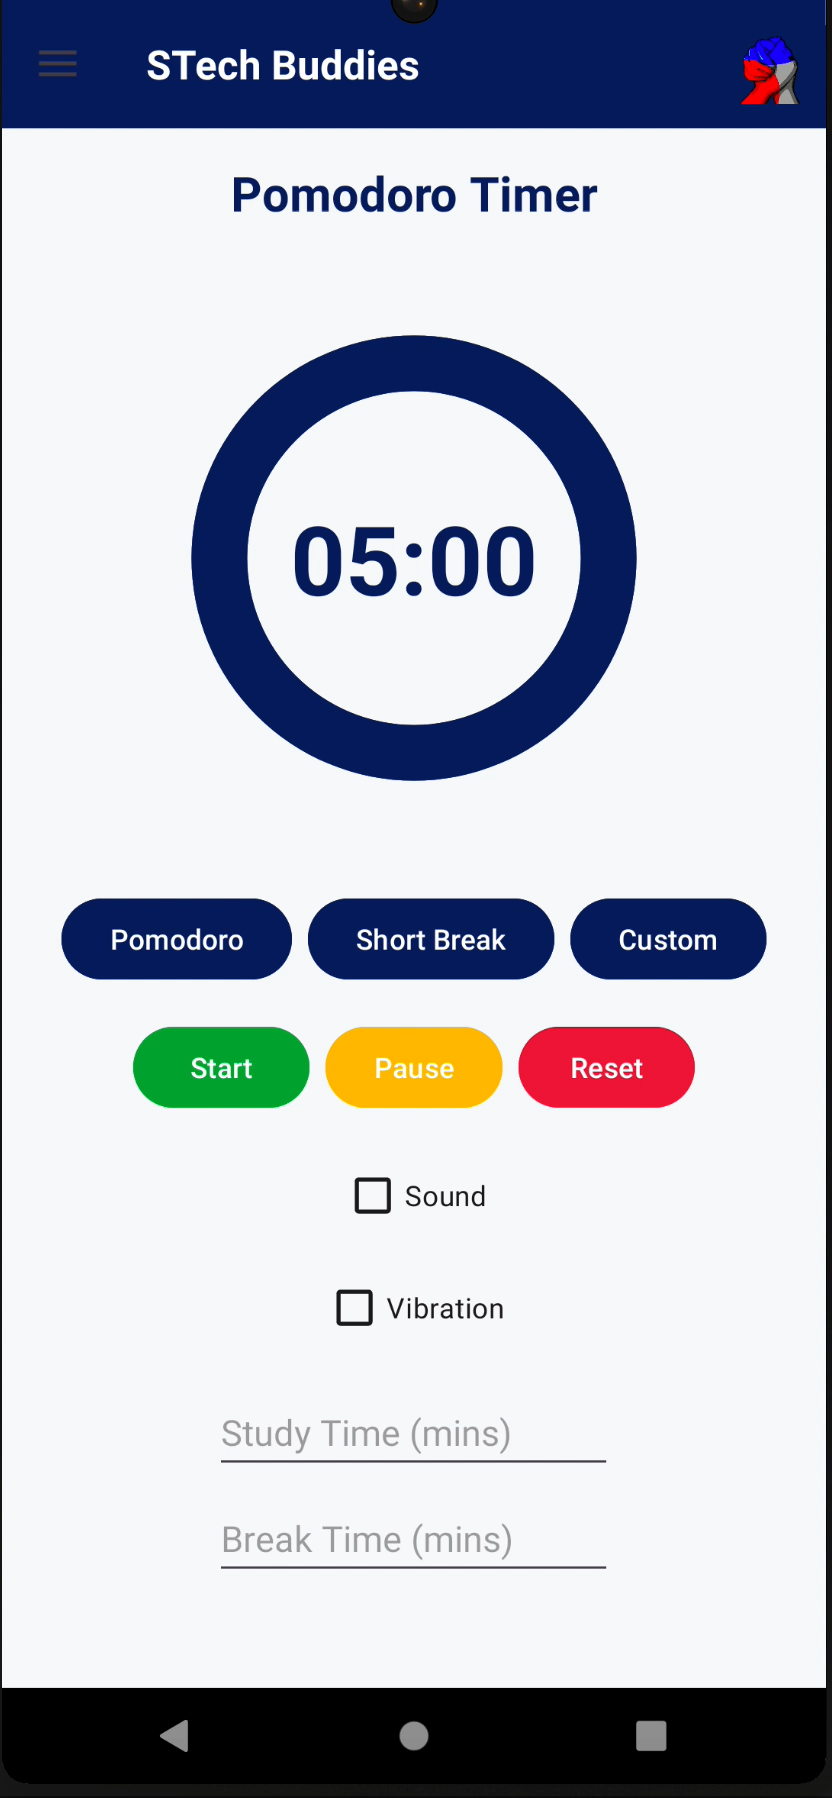 STech Buddies
Pomodoro Timer
05:00
Pomodoro Short Break Custom
Start Pause Reset
Sound
Vibration
Study Time (mins)
Break Time (mins)